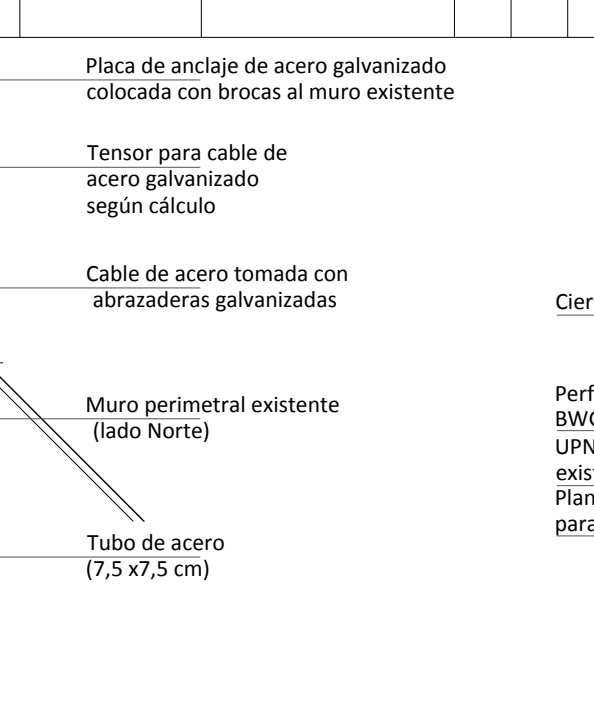 Placa de anclaje de acero galvanizado
colocada con brocas al muro existente
Tensor para cable de
acero galvanizado
según cálculo
Cable de acero tomada con
abrazaderas galvanizadas
Muro perimetral existente
(lado Norte)
Tubo de acero
(7,5 x7,5 cm)
para